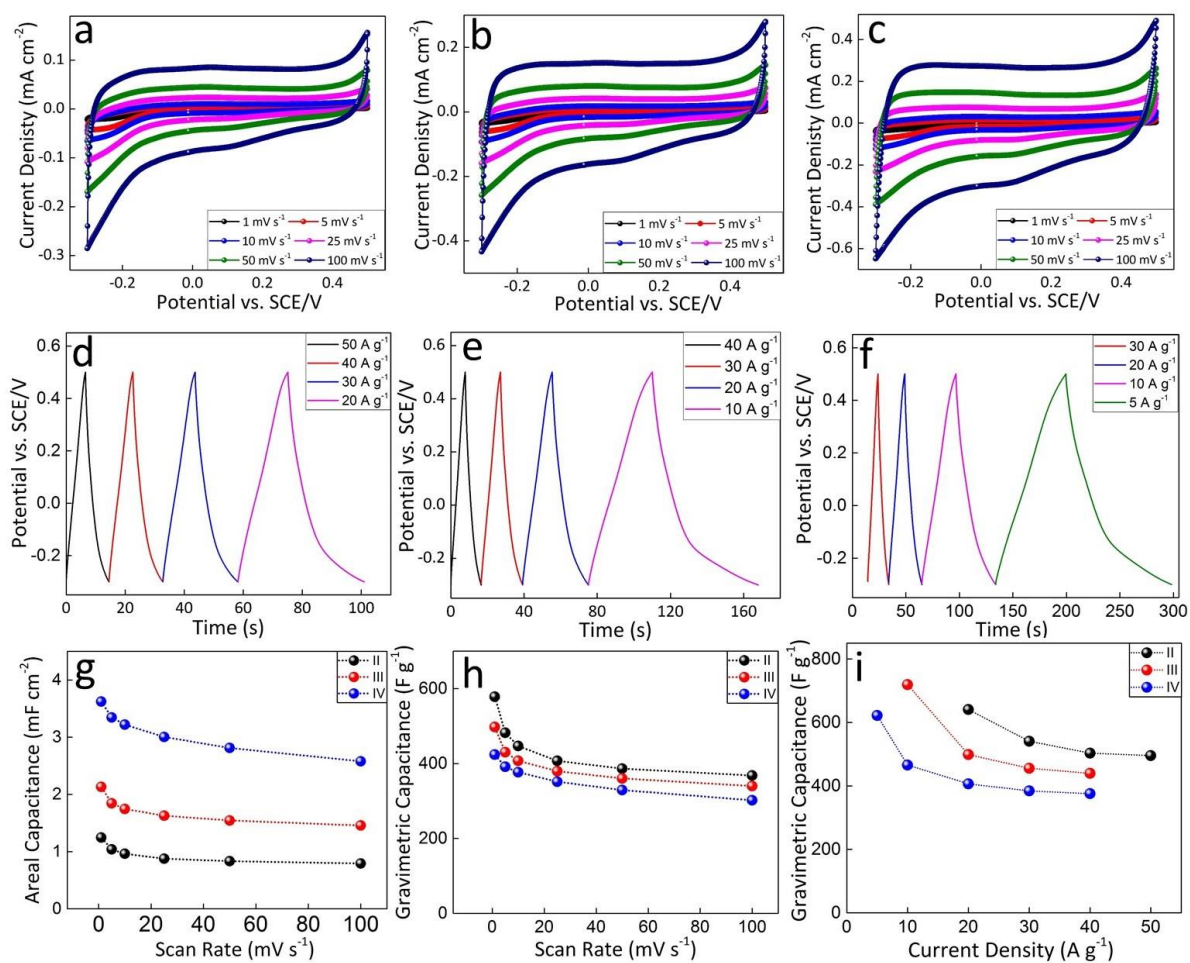 a
Current Denisty (mA cm⁻²)
0.1
0.0
-0.1
-0.2
-0.3
1 mV s⁻¹ 5 mV s⁻¹
10 mV s⁻¹ 25 mV s⁻¹
50 mV s⁻¹ 100 mV s⁻¹
-0.2 0.0 0.2 0.4
Potential vs. SCE/V
b
Current Denisty (mA cm⁻²)
0.2
0.0
-0.2
-0.4
1 mV s⁻¹ 5 mV s⁻¹
10 mV s⁻¹ 25 mV s⁻¹
50 mV s⁻¹ 100 mV s⁻¹
-0.2 0.0 0.2 0.4
Potential vs. SCE/V
c
Current Denisty (mA cm⁻²)
0.4
0.2
0.0
-0.2
-0.4
-0.6
1 mV s⁻¹ 5 mV s⁻¹
10 mV s⁻¹ 25 mV s⁻¹
50 mV s⁻¹ 100 mV s⁻¹
-0.2 0.0 0.2 0.4
Potential vs. SCE/V
d
Potential vs. SCE/V
0.6
0.4
0.2
0.0
-0.2
50 A g⁻¹
40 A g⁻¹
30 A g⁻¹
20 A g⁻¹
0 20 40 60 80 100
Time (s)
e
Potential vs. SCE/V
0.6
0.4
0.2
0.0
-0.2
40 A g⁻¹
30 A g⁻¹
20 A g⁻¹
10 A g⁻¹
0 40 80 120 160
Time (s)
f
Potential vs. SCE/V
0.6
0.4
0.2
0.0
-0.2
30 A g⁻¹
20 A g⁻¹
10 A g⁻¹
5 A g⁻¹
0 50 100 150 200 250 300
Time (s)
g
Areal Capacitance (mF cm⁻²)
4
3
2
1
0
II
III
IV
0 20 40 60 80 100
Scan Rate (mV s⁻¹)
h
Gravimetric Capacitance (F g⁻¹)
600
400
200
0
II
III
IV
0 20 40 60 80 100
Scan Rate (mV s⁻¹)
i
Gravimetric Capacitance (F g⁻¹)
800
600
400
200
0
II
III
IV
0 10 20 30 40 50
Current Density (A g⁻¹)